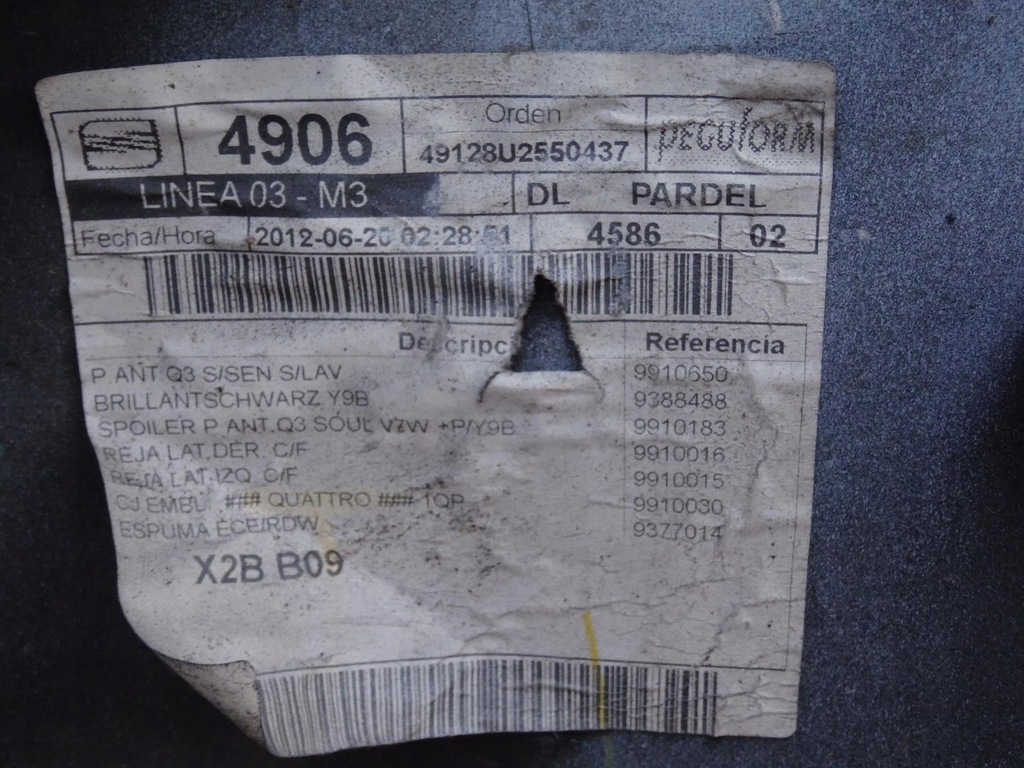 4906
Orden
49128U2550437
PEGUFORM
LINEA 03 - M3
DL PARDEL
Fecha/Hora 2012-06-20 02:28:51 4586 02
Referencia
P.ANT.Q3 S/SEN S/LAV 9910650
BRILLANTSCHWARZ Y9B 9388488
SPOILER P.ANT.Q3 SOUL V7W +P/Y9B 9910183
REJA LAT.DER C/F 9910016
REJA LAT.IZQ C/F 9910015
CJ.EMBL ### QUATTRO ### 1QP 9910030
ESPUMA ECE/RDW 9377014
X2B B09